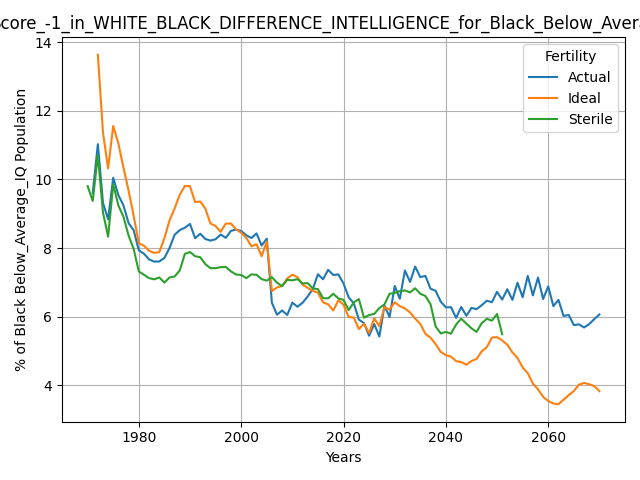 core_-1_in_WHITE_BLACK_DIFFERENCE_INTELLIGENCE_for_Black_Below_Avera
Fertility
Actual
Ideal
Sterile
% of Black Below_Average_IQ Population
14
12
10
8
6
4
1980 2000 2020 2040 2060
Years